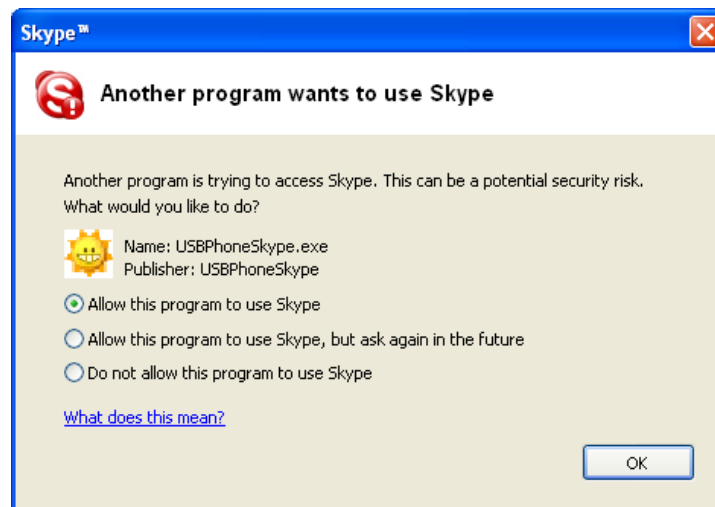 Skype™
Another program wants to use Skype
Another program is trying to access Skype. This can be a potential security risk.
What would you like to do?
Name: USBPhoneSkype.exe
Publisher: USBPhoneSkype
Allow this program to use Skype
Allow this program to use Skype, but ask again in the future
Do not allow this program to use Skype
What does this mean?
OK